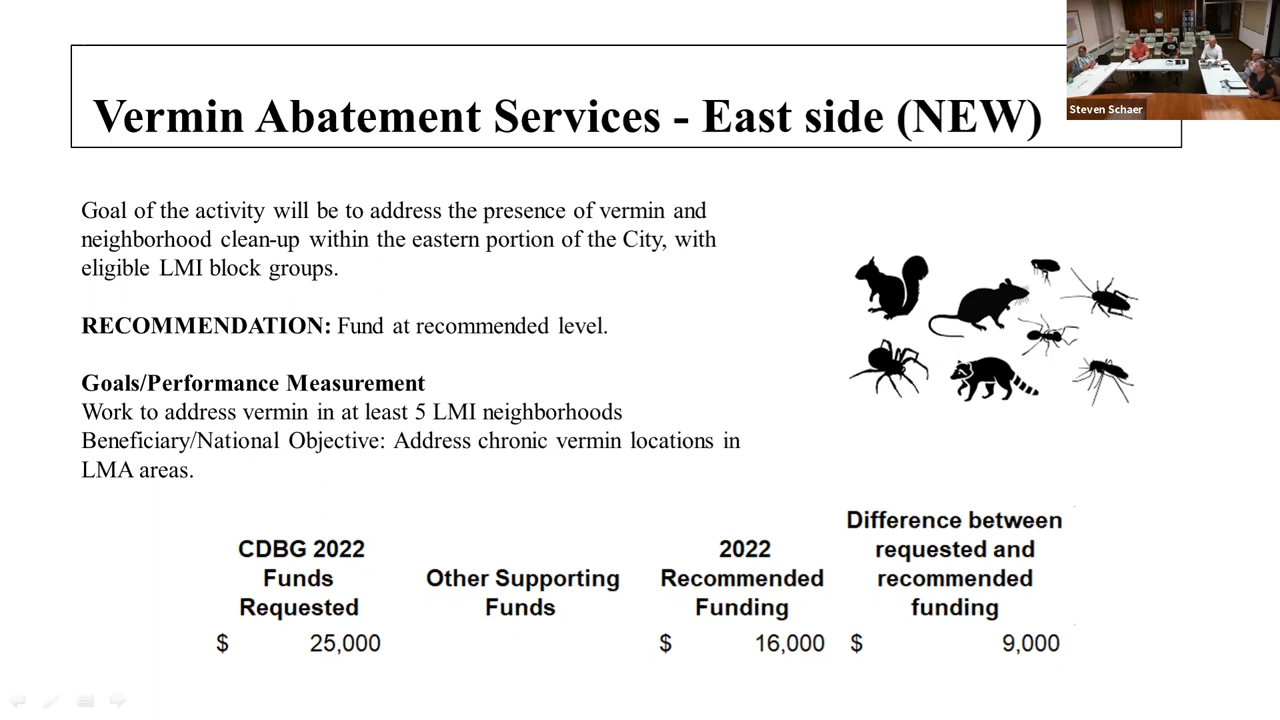 Vermin Abatement Services - East side (NEW)
Steven Schaer
Goal of the activity will be to address the presence of vermin and
neighborhood clean-up within the eastern portion of the City, with
eligible LMI block groups.
RECOMMENDATION: Fund at recommended level.
Goals/Performance Measurement
Work to address vermin in at least 5 LMI neighborhoods
Beneficiary/National Objective: Address chronic vermin locations in
LMA areas.
CDBG 2022
Funds
Requested
Other Supporting
Funds
2022
Recommended
Funding
Difference between
requested and
recommended
funding
$ 25,000
$ 16,000
$ 9,000